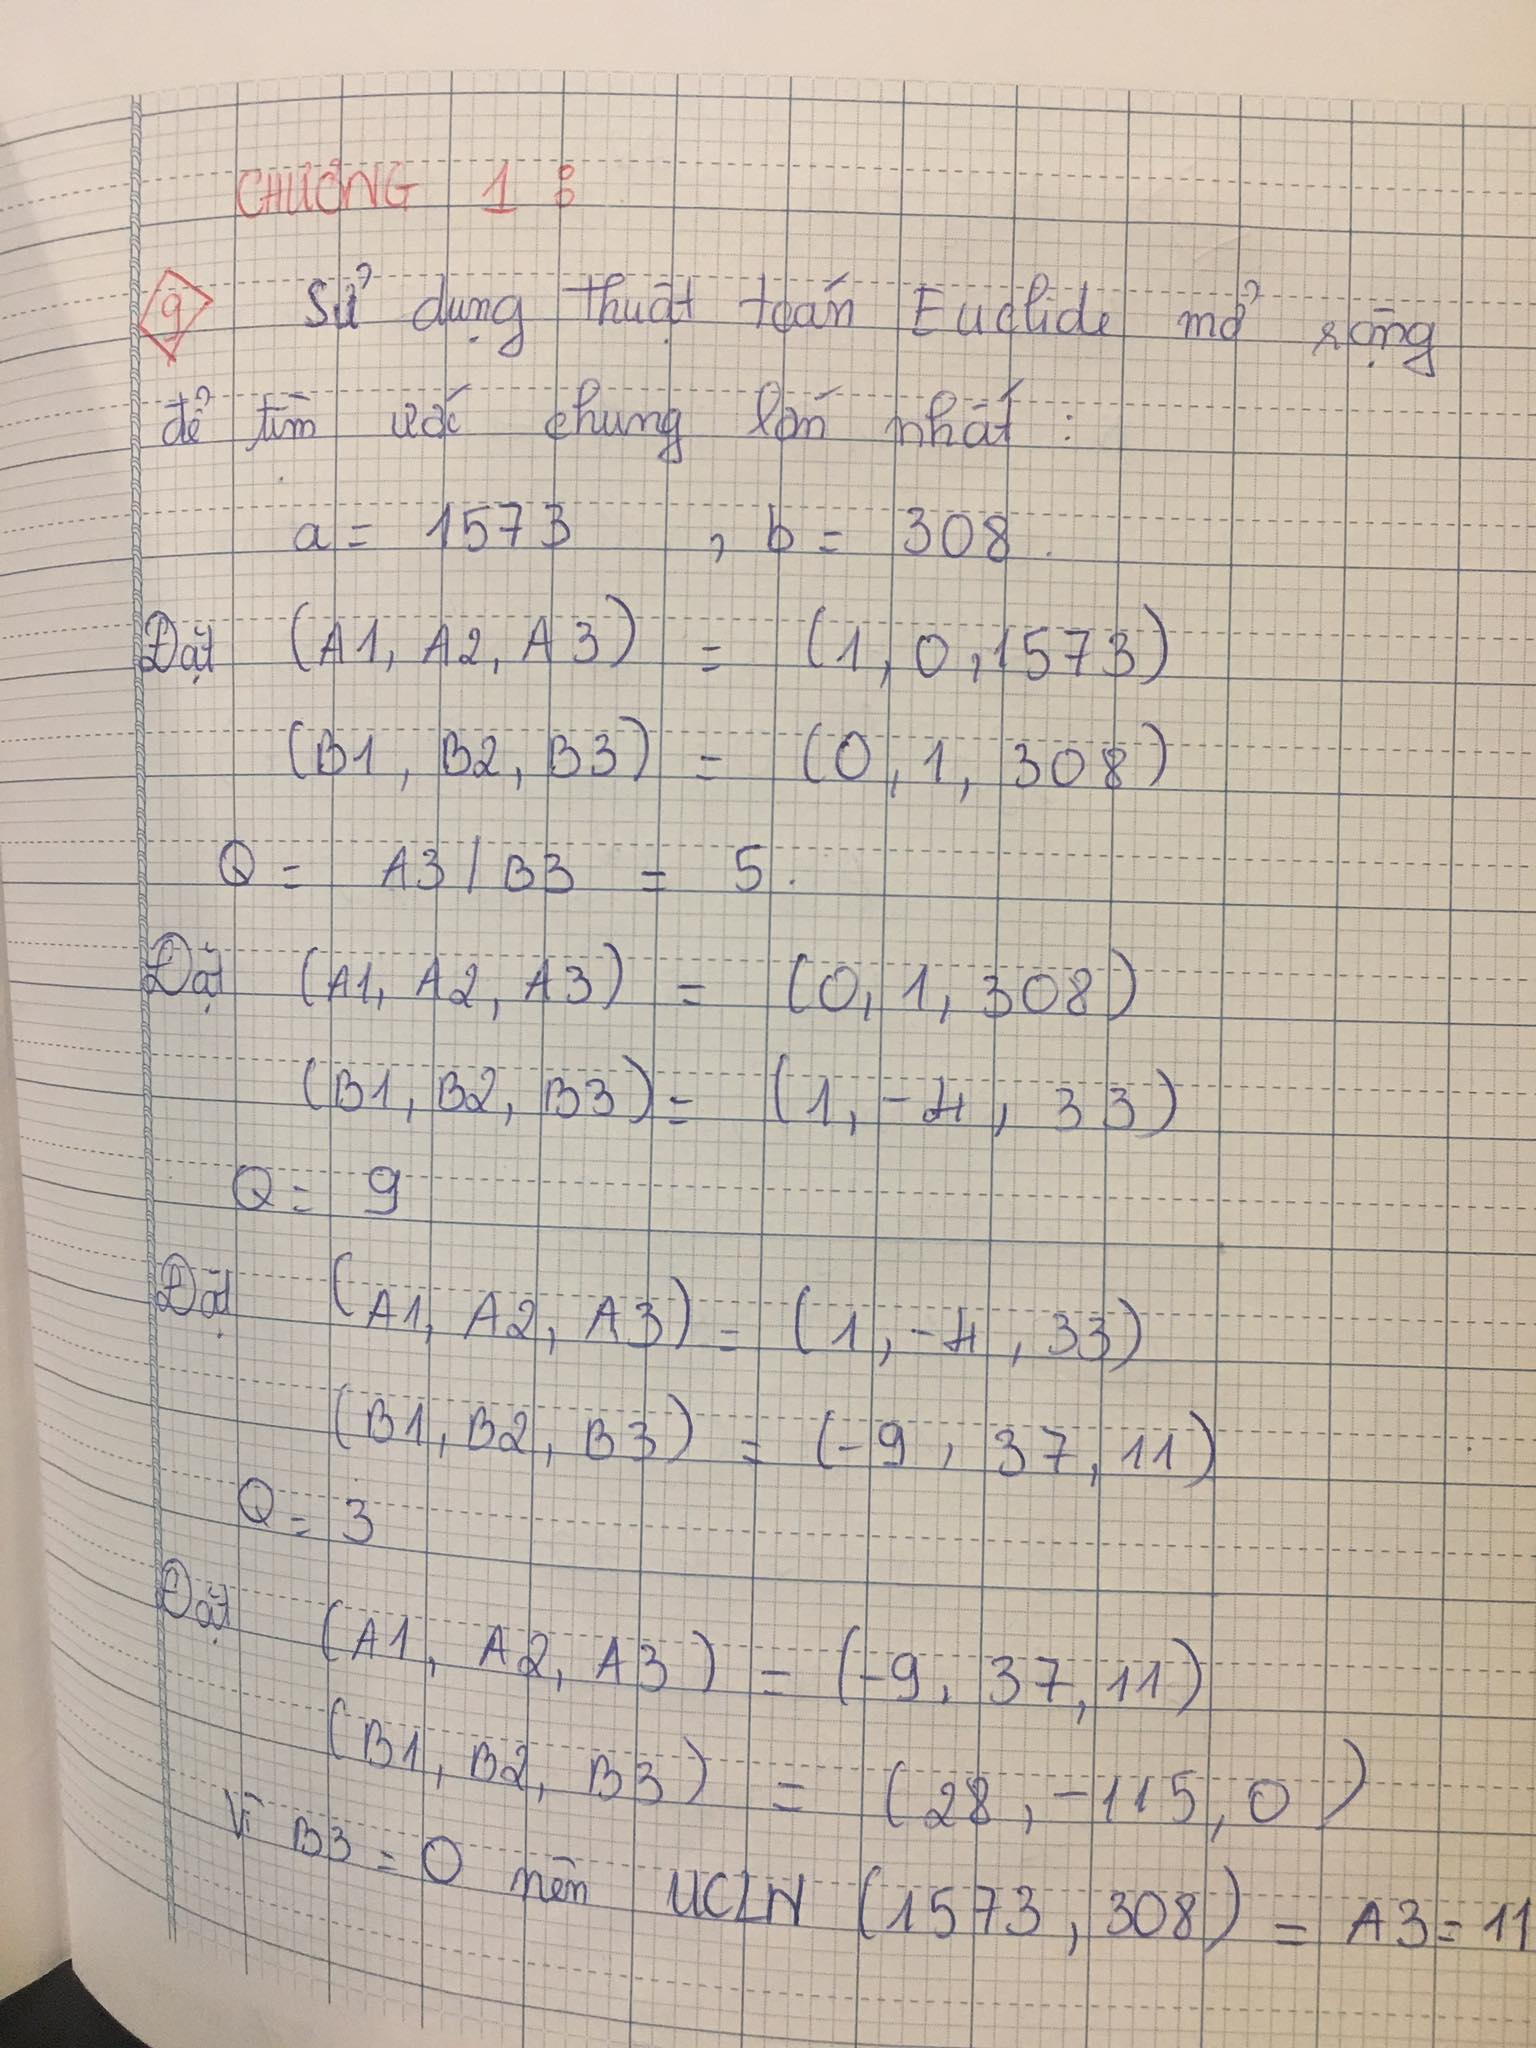 CHƯƠNG 1 :
9 Sử dụng thuật toán Euclide mở rộng
để tìm ước chung lớn nhất :
a = 1573 , b = 308 .
Đặt (A1, A2, A3) = (1, 0, 1573)
(B1, B2, B3) = (0, 1, 308)
Q = A3 / B3 = 5 .
Đặt (A1, A2, A3) = (0, 1, 308)
(B1, B2, B3) = (1, -4, 33)
Q = 9
Đặt (A1, A2, A3) = (1, -4, 33)
(B1, B2, B3) = (-9, 37, 11)
Q = 3
Đặt (A1, A2, A3) = (-9, 37, 11)
(B1, B2, B3) = (28, -115, 0)
Vì B3 = 0 nên UCLN (1573, 308) = A3 = 11